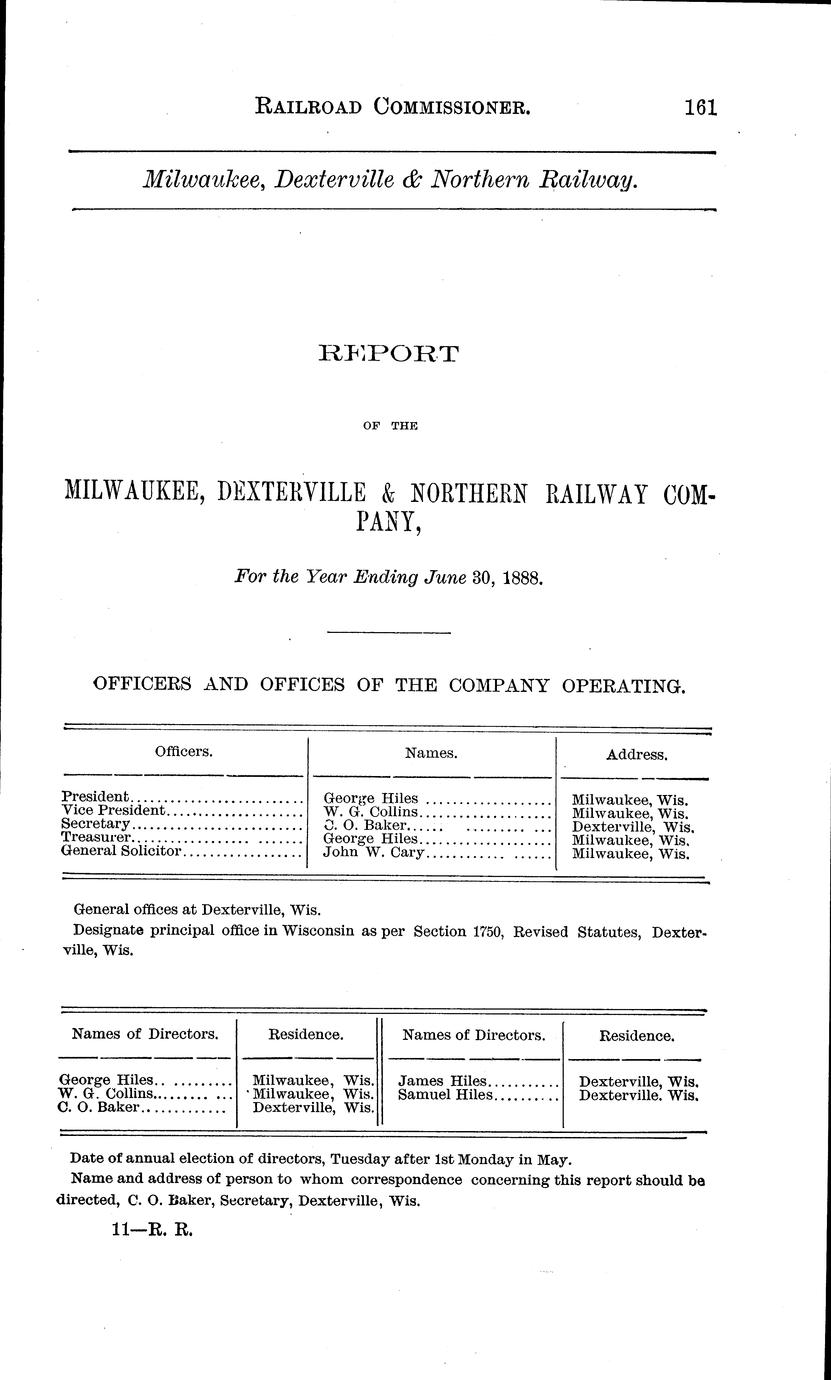 RAILROAD COMMISSIONER. 161
Milwaukee, Dexterville & Northern Railway.
REPORT
OF THE
MILWAUKEE, DEXTERVILLE & NORTHERN RAILWAY COM-
PANY,
For the Year Ending June 30, 1888.
OFFICERS AND OFFICES OF THE COMPANY OPERATING.
Officers. Names. Address.
President......................... George Hiles ................... Milwaukee, Wis.
Vice President..................... W. G. Collins.................... Milwaukee, Wis.
Secretary.......................... C. O. Baker...... ......... ... Dexterville, Wis.
Treasurer.................. ....... George Hiles.................... Milwaukee, Wis.
General Solicitor.................. John W. Cary............ ...... Milwaukee, Wis.
General offices at Dexterville, Wis.
Designate principal office in Wisconsin as per Section 1750, Revised Statutes, Dexter-
ville, Wis.
Names of Directors. Residence. Names of Directors. Residence.
George Hiles.. ......... Milwaukee, Wis. James Hiles........... Dexterville, Wis.
W. G. Collins......... ... Milwaukee, Wis. Samuel Hiles.......... Dexterville. Wis.
C. O. Baker............. Dexterville, Wis.
Date of annual election of directors, Tuesday after 1st Monday in May.
Name and address of person to whom correspondence concerning this report should be
directed, C. O. Baker, Secretary, Dexterville, Wis.
11—R. R.